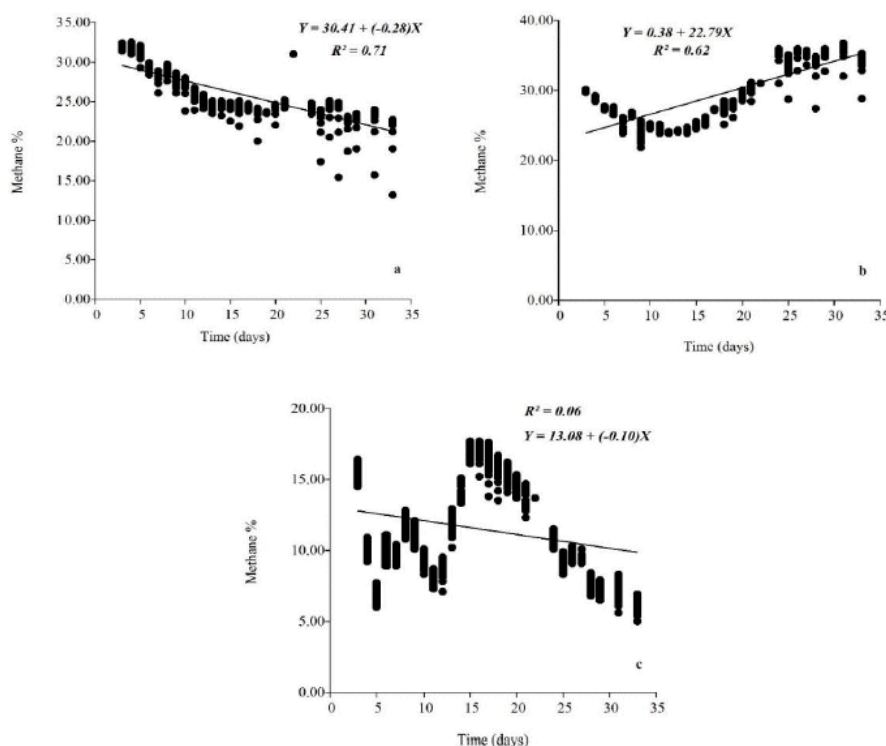 Y = 30.41 + (-0.28)X
R² = 0.71
35.00
30.00
25.00
20.00
15.00
10.00
5.00
0.00
Methane %
0 5 10 15 20 25 30 35
Time (days)
a
Y = 0.38 + 22.79X
R² = 0.62
40.00
30.00
20.00
10.00
0.00
Methane %
0 5 10 15 20 25 30 35
Time (days)
b
R² = 0.06
Y = 13.08 + (-0.10)X
20.00
15.00
10.00
5.00
0.00
Methane %
0 5 10 15 20 25 30 35
Time (days)
c